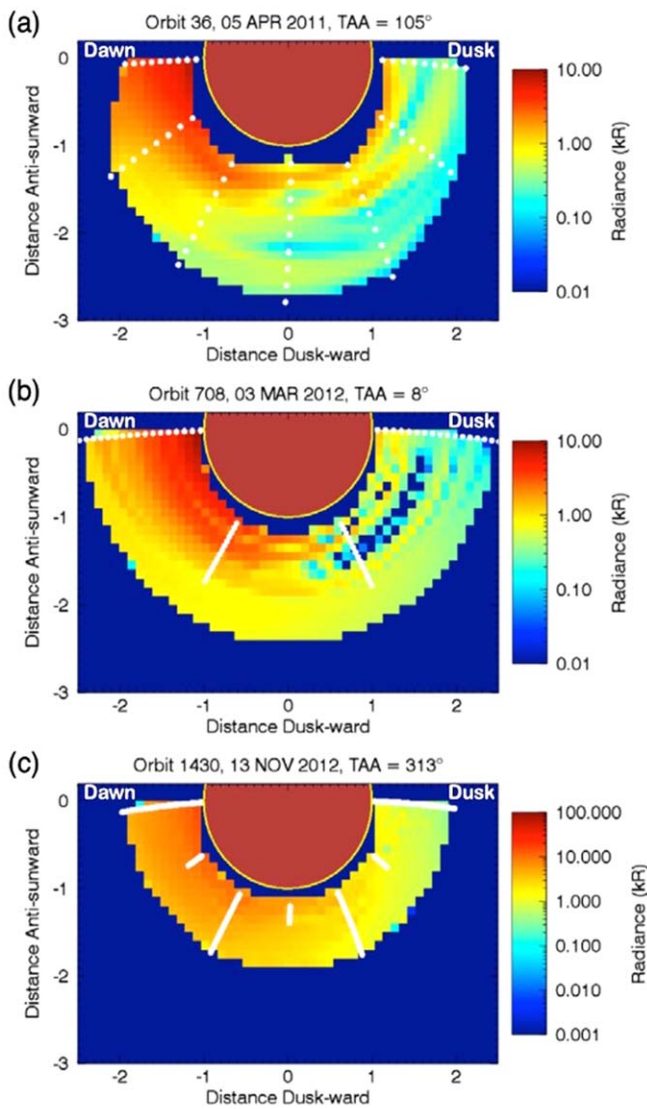 (a)
Orbit 36, 05 APR 2011, TAA = 105°
Dawn
Dusk
0
-1
-2
-3
Distance Anti-sunward
-2
-1
0
1
2
Distance Dusk-ward
10.00
1.00
0.10
0.01
Radiance (kR)
(b)
Orbit 708, 03 MAR 2012, TAA = 8°
Dawn
Dusk
0
-1
-2
-3
Distance Anti-sunward
-2
-1
0
1
2
Distance Dusk-ward
10.00
1.00
0.10
0.01
Radiance (kR)
(c)
Orbit 1430, 13 NOV 2012, TAA = 313°
Dawn
Dusk
0
-1
-2
-3
Distance Anti-sunward
-2
-1
0
1
2
Distance Dusk-ward
100.000
10.000
1.000
0.100
0.010
0.001
Radiance (kR)